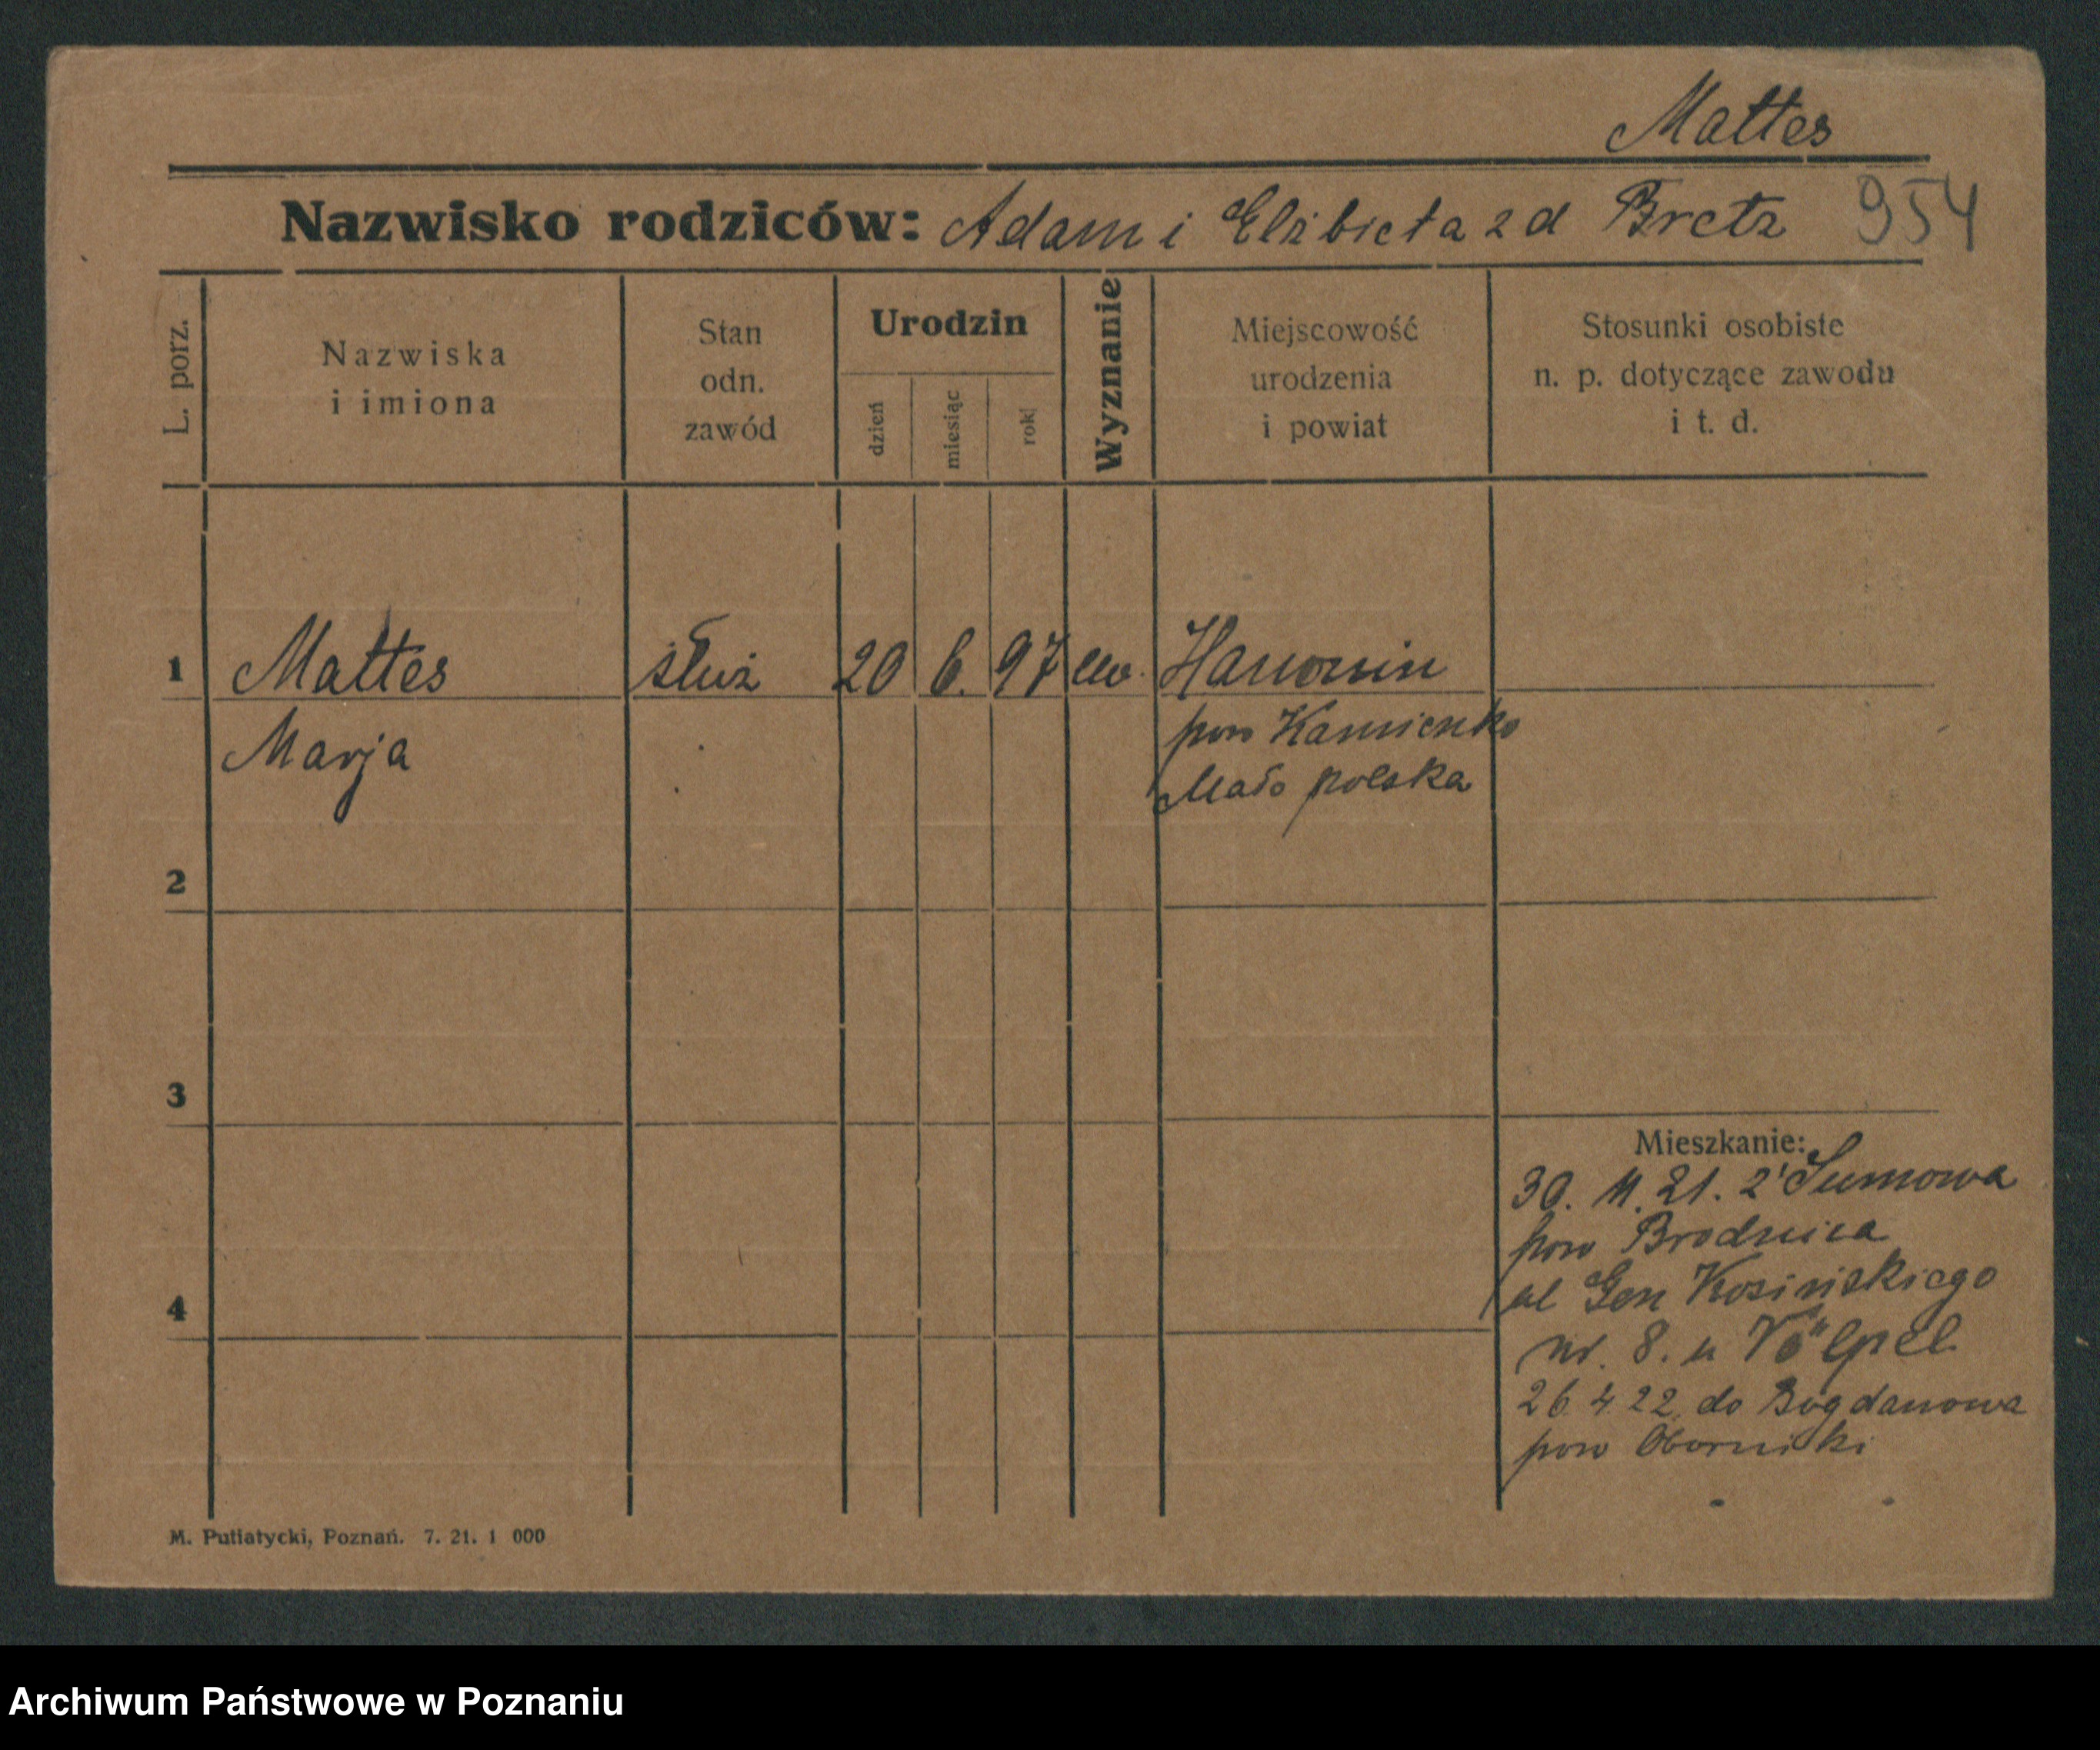 Mattes
Nazwisko rodziców: Adam i Elżbieta z d Bretz 954
L. porz.
Nazwiska
i imiona
Stan
odn.
zawód
Urodzin
dzień
miesiąc
rok
Wyznanie
Miejscowość
urodzenia
i powiat
Stosunki osobiste
n. p. dotyczące zawodu
i t. d.
1 Mattes służ 20 6. 97 ew. Hanonin
Marja pow Kamienko
Mało polska
2
3
Mieszkanie:
30. 11. 21. z Sumowa
pow Brodnica
ul Gen Kosińskiego
4
nr. 8. u Völpel
26 4 22. do Bogdanowa
pow Oborniki
M. Putiatycki, Poznań. 7. 21. 1 000
Archiwum Państwowe w Poznaniu